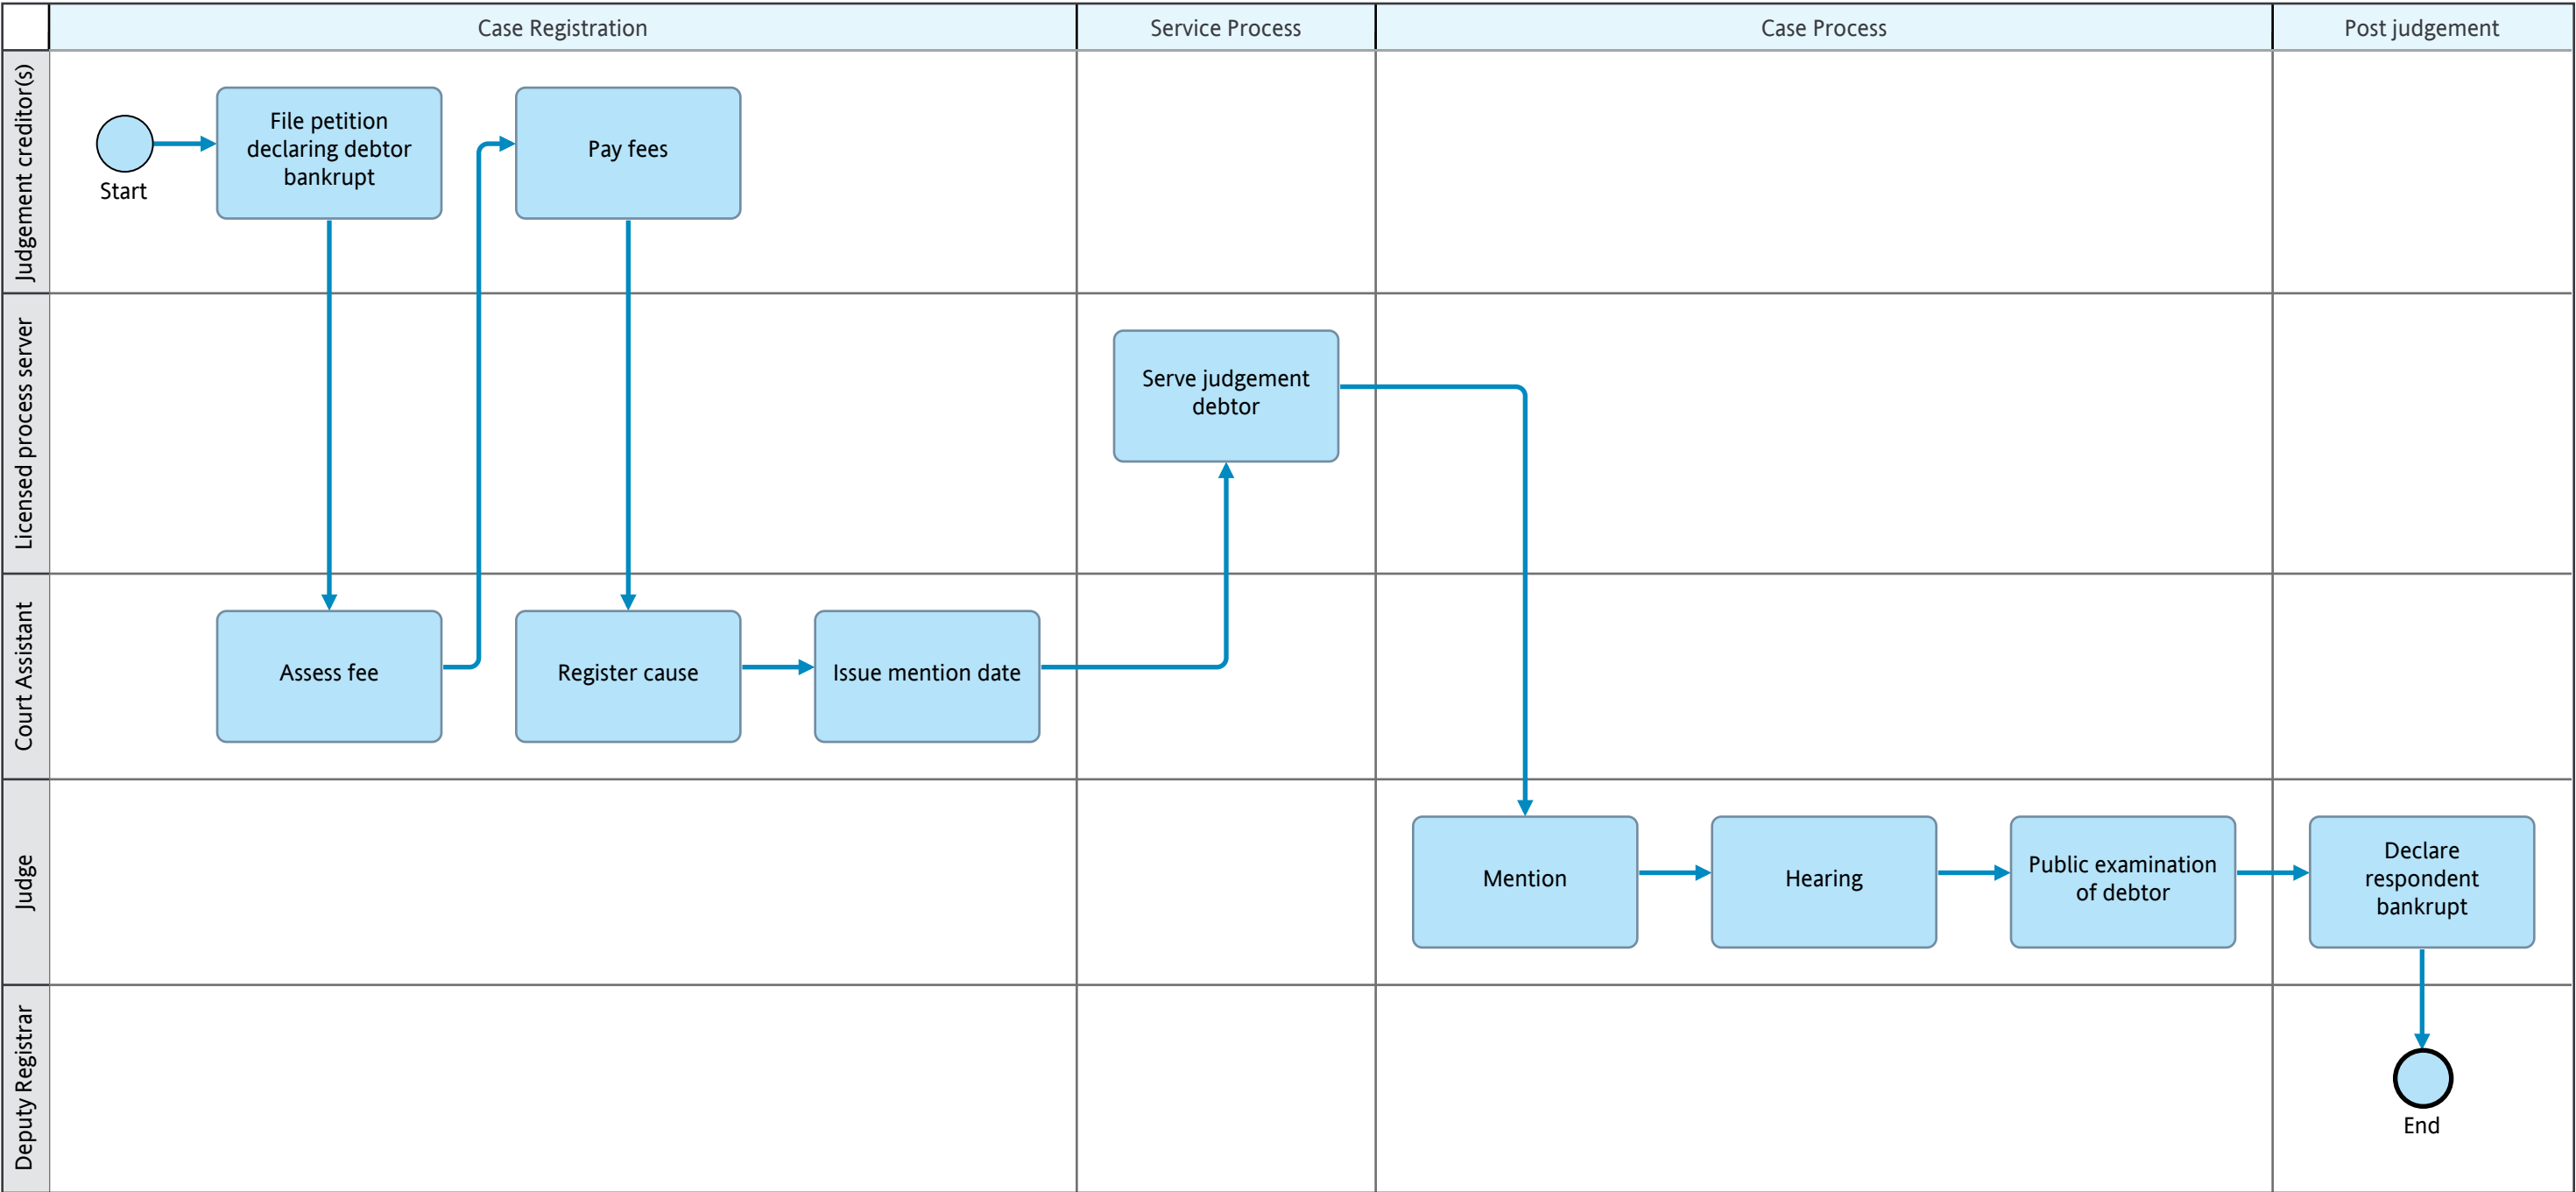 Case Registration
Service Process
Case Process
Post judgement
Judgement creditor(s)
Start
File petition
declaring debtor
bankrupt
Pay fees
Licensed process server
Serve judgement
debtor
Court Assistant
Assess fee
Register cause
Issue mention date
Judge
Mention
Hearing
Public examination
of debtor
Declare
respondent
bankrupt
Deputy Registrar
End